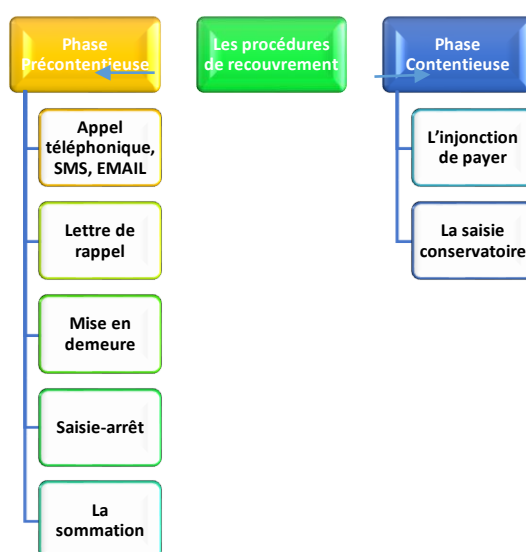 Phase
Précontentieuse
Les procédures
de recouvrement
Phase
Contentieuse
Appel
téléphonique,
SMS, EMAIL
Lettre de
rappel
Mise en
demeure
Saisie-arrêt
La
sommation
L’injonction
de payer
La saisie
conservatoire